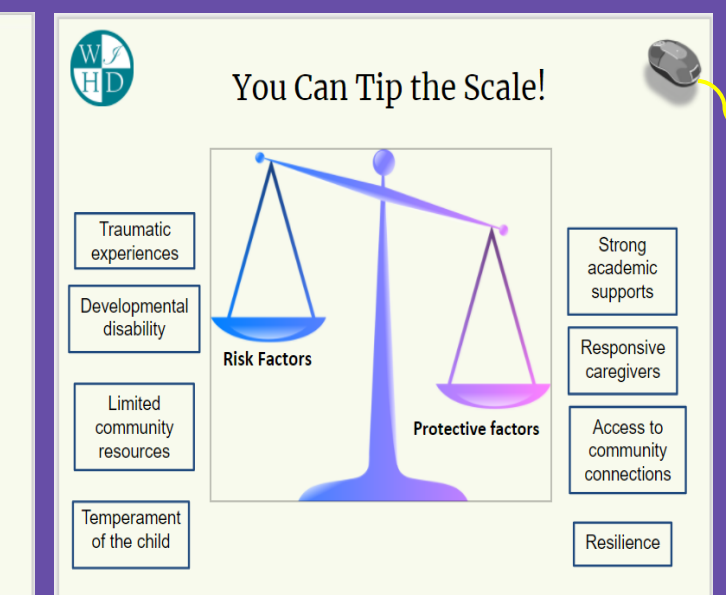 WI
HD
You Can Tip the Scale!
Traumatic
experiences
Developmental
disability
Limited
community
resources
Temperament
of the child
Risk Factors
Protective factors
Strong
academic
supports
Responsive
caregivers
Access to
community
connections
Resilience